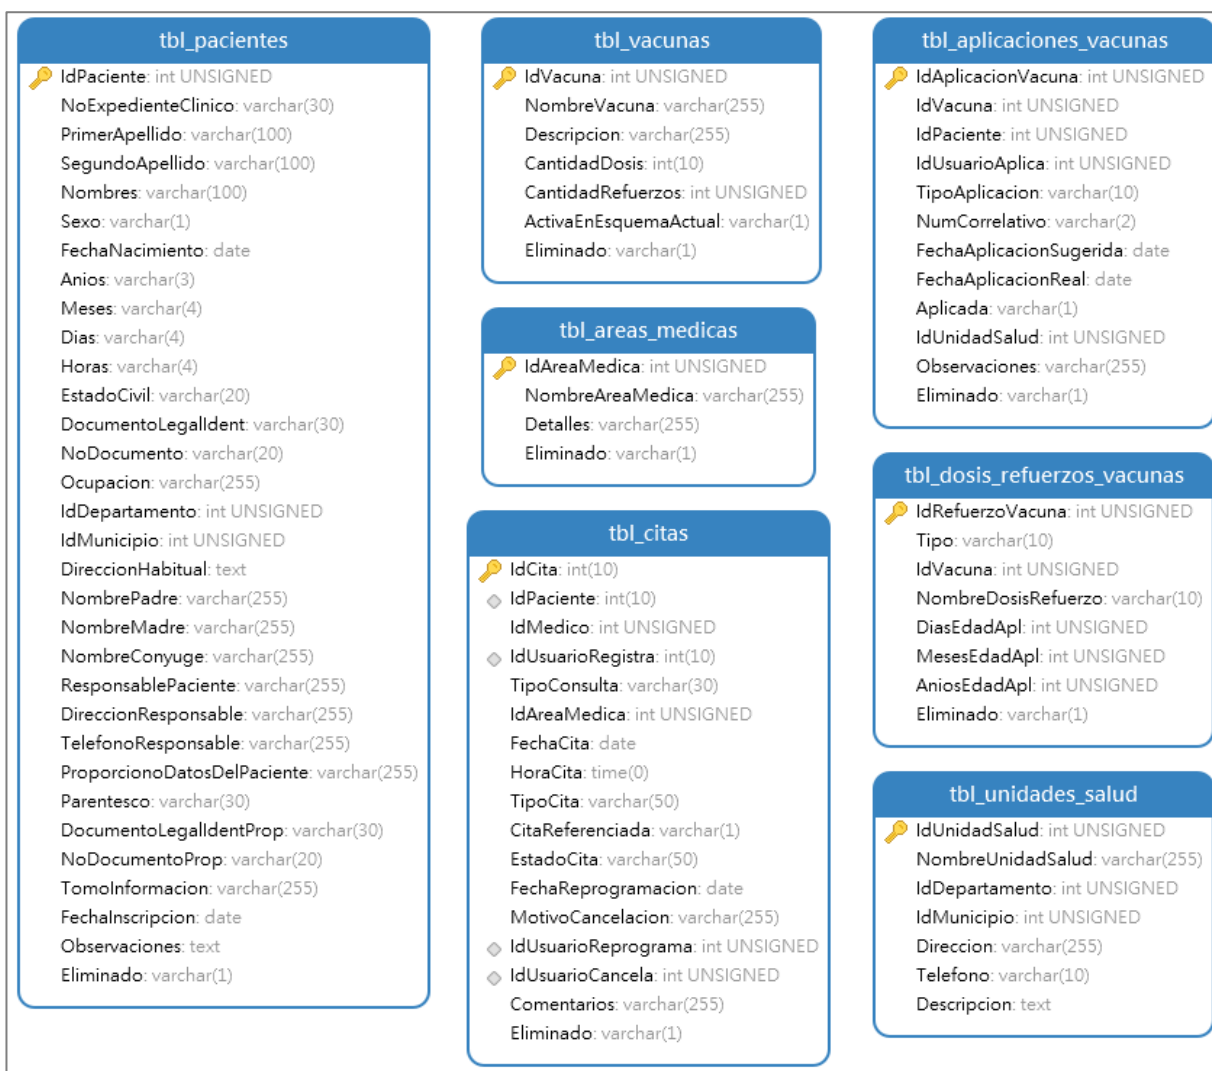 tbl_pacientes
IdPaciente: int UNSIGNED
NoExpedienteClinico: varchar(30)
PrimerApellido: varchar(100)
SegundoApellido: varchar(100)
Nombres: varchar(100)
Sexo: varchar(1)
FechaNacimiento: date
Anios: varchar(3)
Meses: varchar(4)
Dias: varchar(4)
Horas: varchar(4)
EstadoCivil: varchar(20)
DocumentoLegalIdent: varchar(30)
NoDocumento: varchar(20)
Ocupacion: varchar(255)
IdDepartamento: int UNSIGNED
IdMunicipio: int UNSIGNED
DireccionHabitual: text
NombrePadre: varchar(255)
NombreMadre: varchar(255)
NombreConyuge: varchar(255)
ResponsablePaciente: varchar(255)
DireccionResponsable: varchar(255)
TelefonoResponsable: varchar(255)
ProporcionoDatosDelPaciente: varchar(255)
Parentesco: varchar(30)
DocumentoLegalIdentProp: varchar(30)
NoDocumentoProp: varchar(20)
TomoInformacion: varchar(255)
FechaInscripcion: date
Observaciones: text
Eliminado: varchar(1)
tbl_vacunas
IdVacuna: int UNSIGNED
NombreVacuna: varchar(255)
Descripcion: varchar(255)
CantidadDosis: int(10)
CantidadRefuerzos: int UNSIGNED
ActivaEnEsquemaActual: varchar(1)
Eliminado: varchar(1)
tbl_areas_medicas
IdAreaMedica: int UNSIGNED
NombreAreaMedica: varchar(255)
Detalles: varchar(255)
Eliminado: varchar(1)
tbl_citas
IdCita: int(10)
IdPaciente: int(10)
IdMedico: int UNSIGNED
IdUsuarioRegistra: int(10)
TipoConsulta: varchar(30)
IdAreaMedica: int UNSIGNED
FechaCita: date
HoraCita: time(0)
TipoCita: varchar(50)
CitaReferenciada: varchar(1)
EstadoCita: varchar(50)
FechaReprogramacion: date
MotivoCancelacion: varchar(255)
IdUsuarioReprograma: int UNSIGNED
IdUsuarioCancela: int UNSIGNED
Comentarios: varchar(255)
Eliminado: varchar(1)
tbl_aplicaciones_vacunas
IdAplicacionVacuna: int UNSIGNED
IdVacuna: int UNSIGNED
IdPaciente: int UNSIGNED
IdUsuarioAplica: int UNSIGNED
TipoAplicacion: varchar(10)
NumCorrelativo: varchar(2)
FechaAplicacionSugerida: date
FechaAplicacionReal: date
Aplicada: varchar(1)
IdUnidadSalud: int UNSIGNED
Observaciones: varchar(255)
Eliminado: varchar(1)
tbl_dosis_refuerzos_vacunas
IdRefuerzoVacuna: int UNSIGNED
Tipo: varchar(10)
IdVacuna: int UNSIGNED
NombreDosisRefuerzo: varchar(10)
DiasEdadApl: int UNSIGNED
MesesEdadApl: int UNSIGNED
AniosEdadApl: int UNSIGNED
Eliminado: varchar(1)
tbl_unidades_salud
IdUnidadSalud: int UNSIGNED
NombreUnidadSalud: varchar(255)
IdDepartamento: int UNSIGNED
IdMunicipio: int UNSIGNED
Direccion: varchar(255)
Telefono: varchar(10)
Descripcion: text